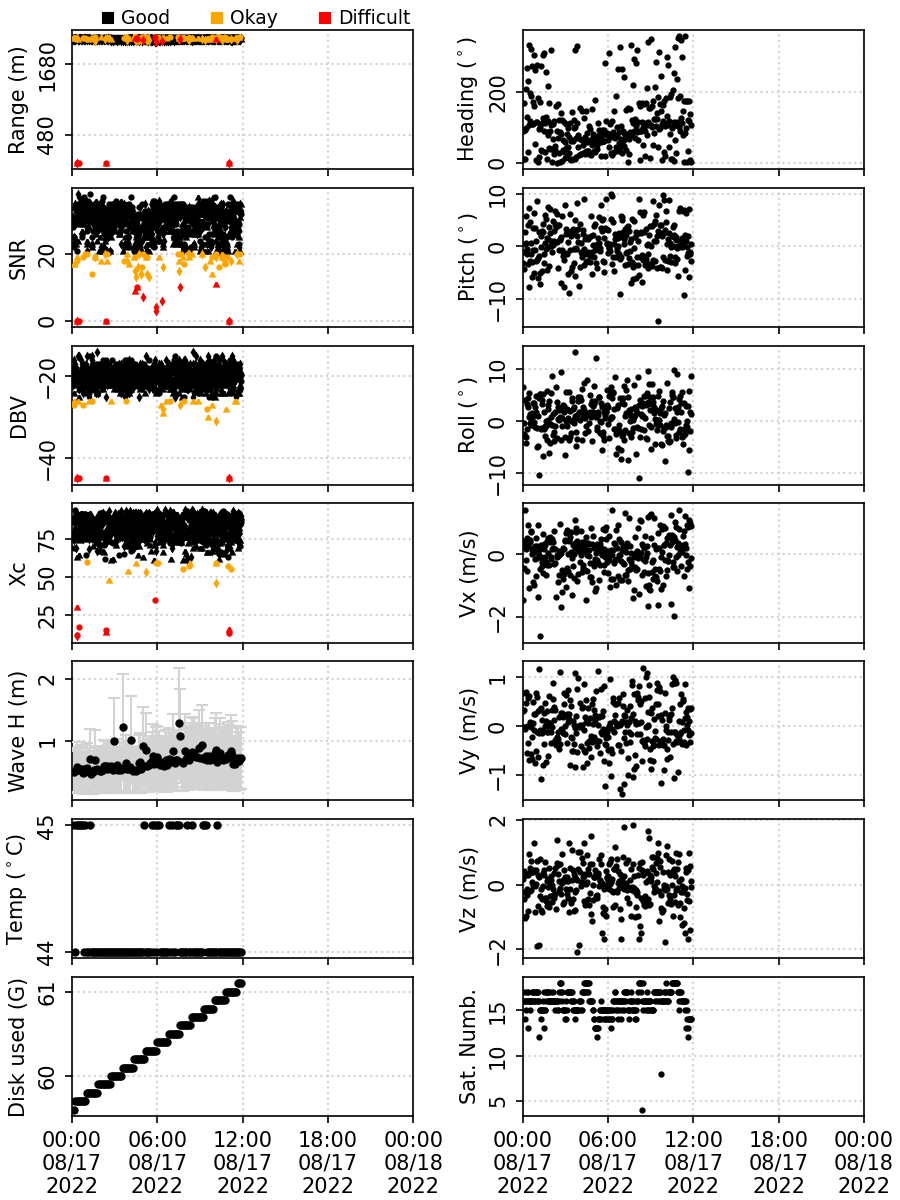 Good Okay Difficult
Range (m)
1680
480
Heading (°)
200
0
SNR
20
0
Pitch (°)
10
0
−10
DBV
−20
−40
Roll (°)
10
0
−10
Xc
75
50
25
Vx (m/s)
0
−2
Wave H (m)
2
1
Vy (m/s)
1
0
−1
Temp (°C)
45
44
Vz (m/s)
2
0
−2
Disk used (G)
61
60
Sat. Numb.
15
10
5
00:00 06:00 12:00 18:00 00:00 00:00 06:00 12:00 18:00 00:00
08/17 08/17 08/17 08/17 08/18 08/17 08/17 08/17 08/17 08/18
2022 2022 2022 2022 2022 2022 2022 2022 2022 2022